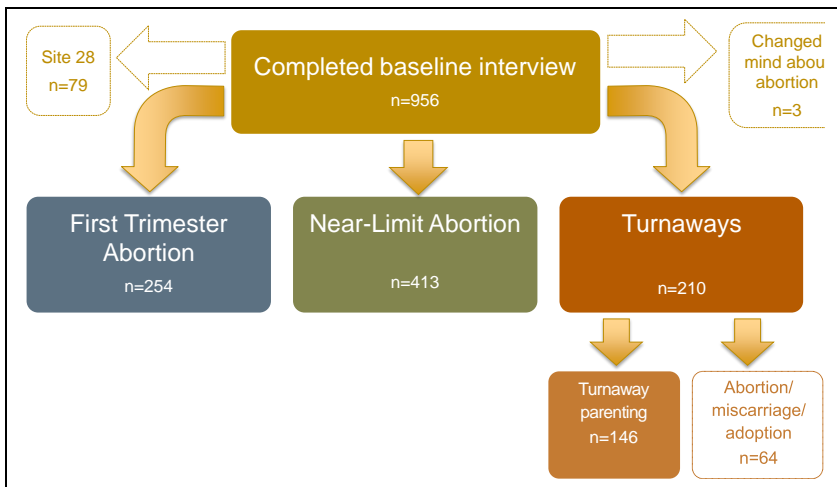 Site 28
n=79
Completed baseline interview
n=956
Changed
mind abou
abortion
n=3
First Trimester
Abortion
n=254
Near-Limit Abortion
n=413
Turnaways
n=210
Turnaway
parenting
n=146
Abortion/
miscarriage/
adoption
n=64